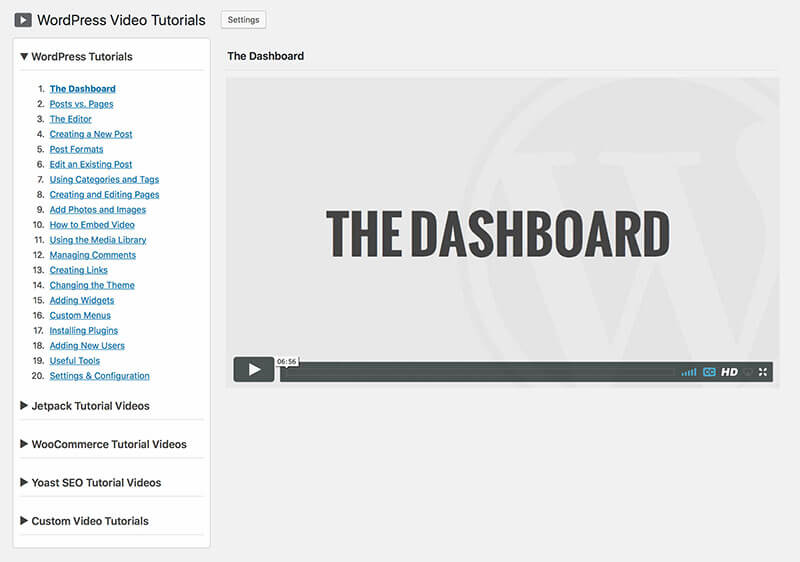 WordPress Video Tutorials
Settings
WordPress Tutorials
1. The Dashboard
2. Posts vs. Pages
3. The Editor
4. Creating a New Post
5. Post Formats
6. Edit an Existing Post
7. Using Categories and Tags
8. Creating and Editing Pages
9. Add Photos and Images
10. How to Embed Video
11. Using the Media Library
12. Managing Comments
13. Creating Links
14. Changing the Theme
15. Adding Widgets
16. Custom Menus
17. Installing Plugins
18. Adding New Users
19. Useful Tools
20. Settings & Configuration
Jetpack Tutorial Videos
WooCommerce Tutorial Videos
Yoast SEO Tutorial Videos
Custom Video Tutorials
The Dashboard
THE DASHBOARD
06:56
CC HD